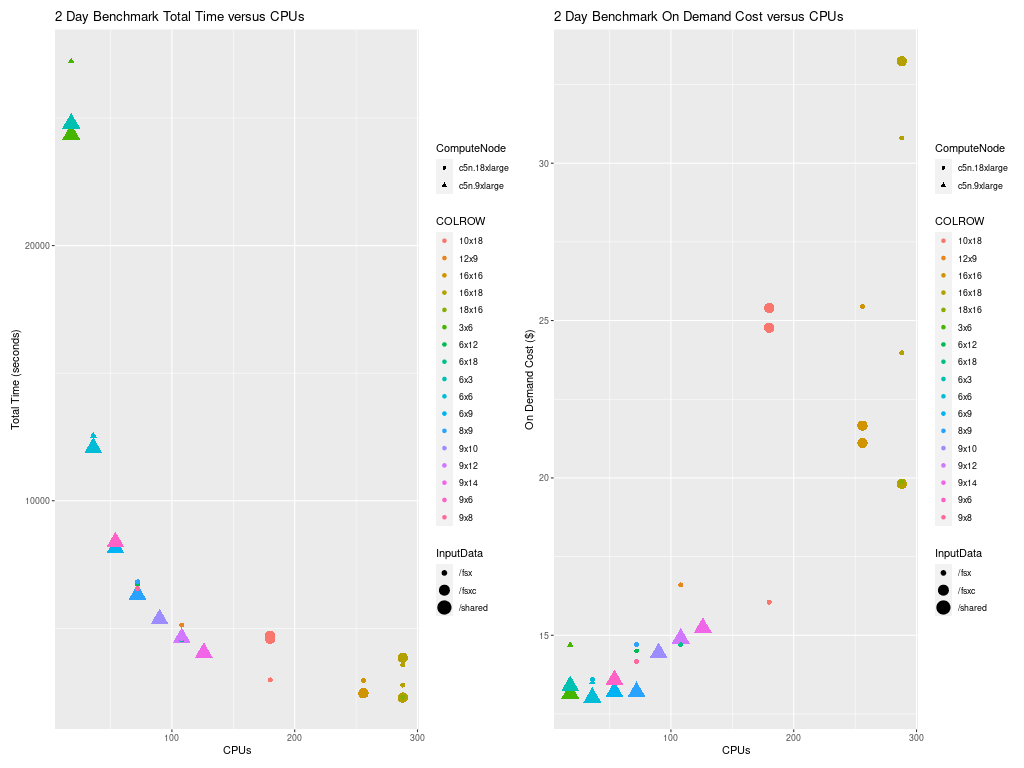 2 Day Benchmark Total Time versus CPUs
Total Time (seconds)
20000
10000
100
200
300
CPUs
ComputeNode
c5n.18xlarge
c5n.9xlarge
COLROW
10x18
12x9
16x16
16x18
18x16
3x6
6x12
6x18
6x3
6x6
6x9
8x9
9x10
9x12
9x14
9x6
9x8
InputData
/fsx
/fsxc
/shared
2 Day Benchmark On Demand Cost versus CPUs
On Demand Cost ($)
30
25
20
15
100
200
300
CPUs
ComputeNode
c5n.18xlarge
c5n.9xlarge
COLROW
10x18
12x9
16x16
16x18
18x16
3x6
6x12
6x18
6x3
6x6
6x9
8x9
9x10
9x12
9x14
9x6
9x8
InputData
/fsx
/fsxc
/shared